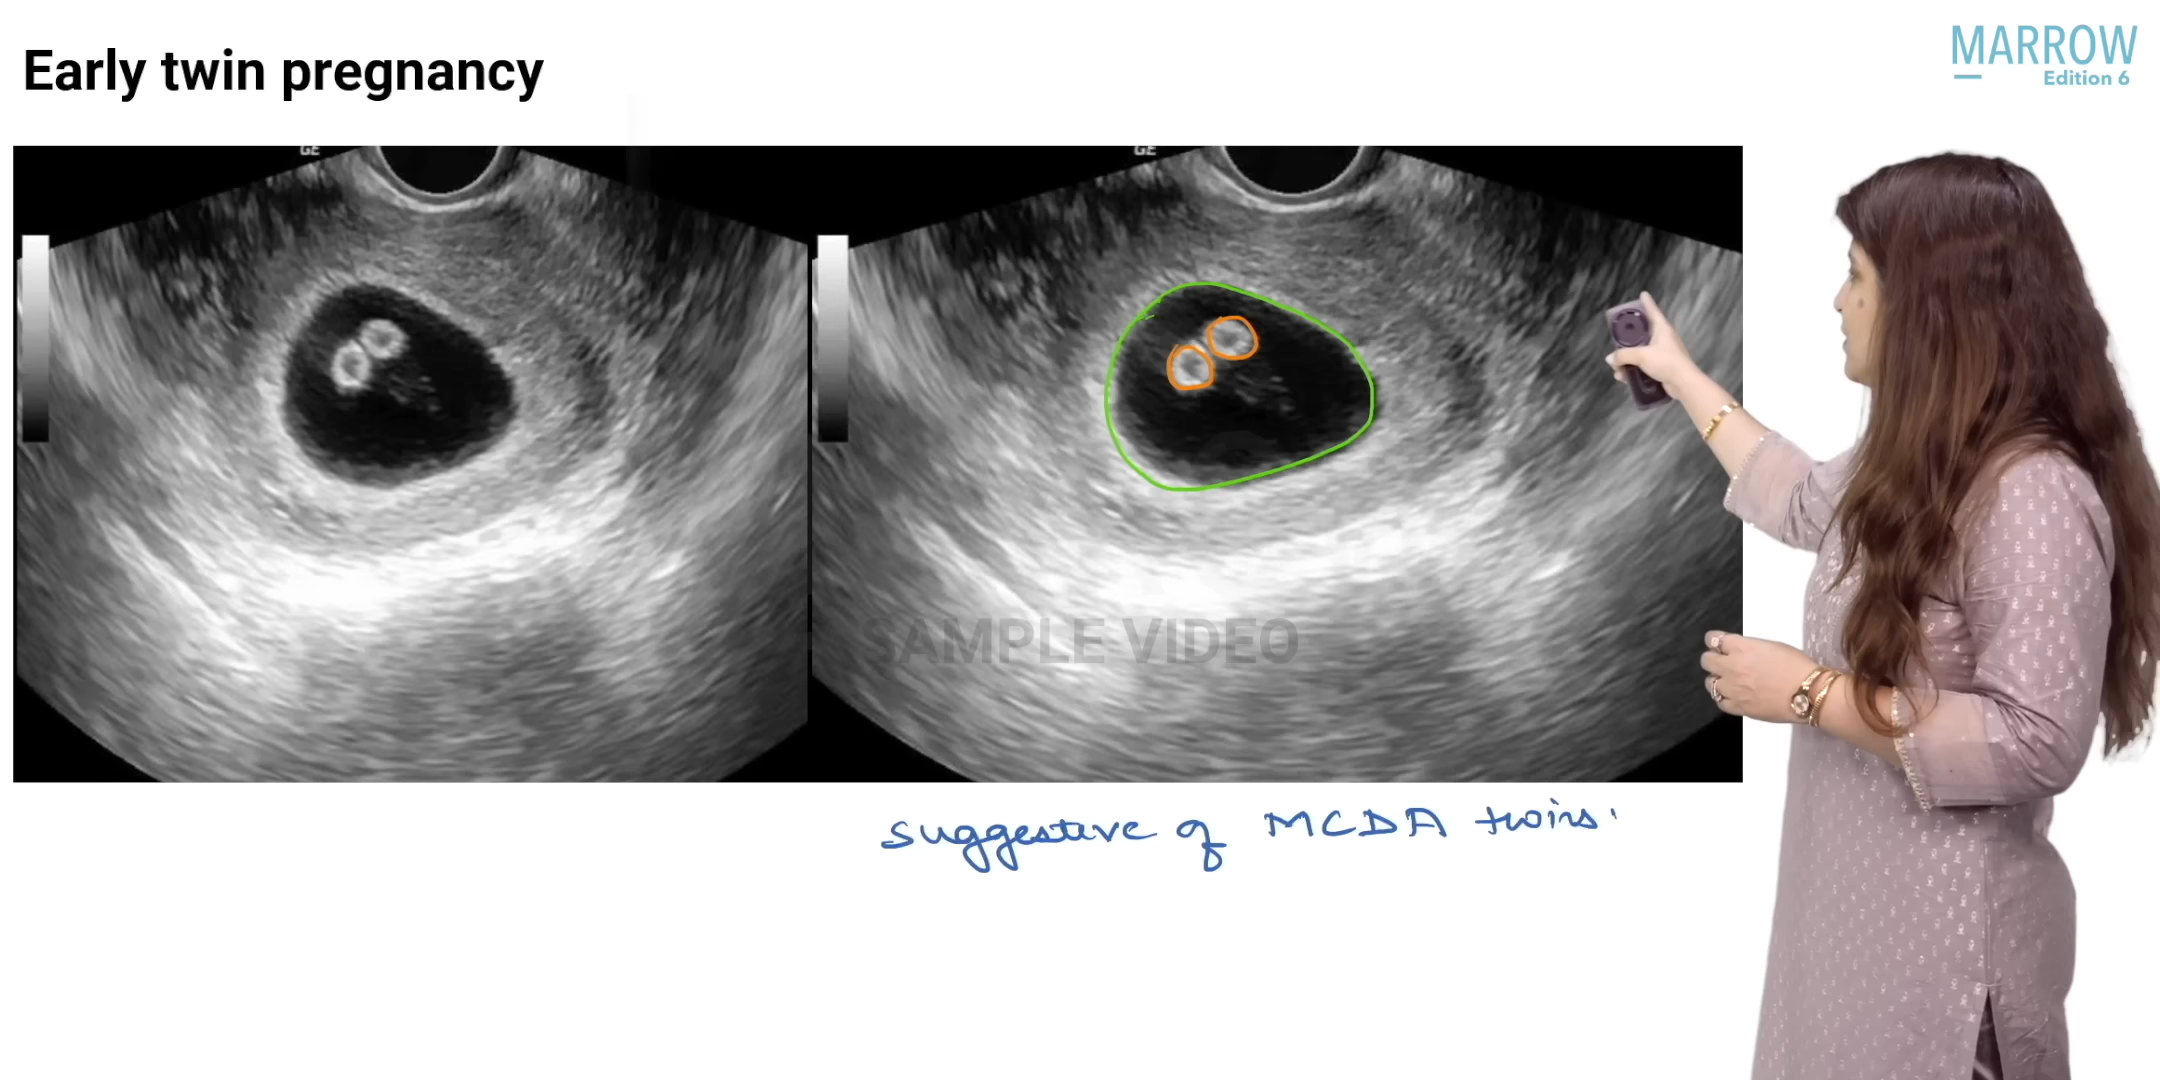 Early twin pregnancy
MARROW
Edition 6
GE
GE
SAMPLE VIDEO
suggestive of MCDA twins.